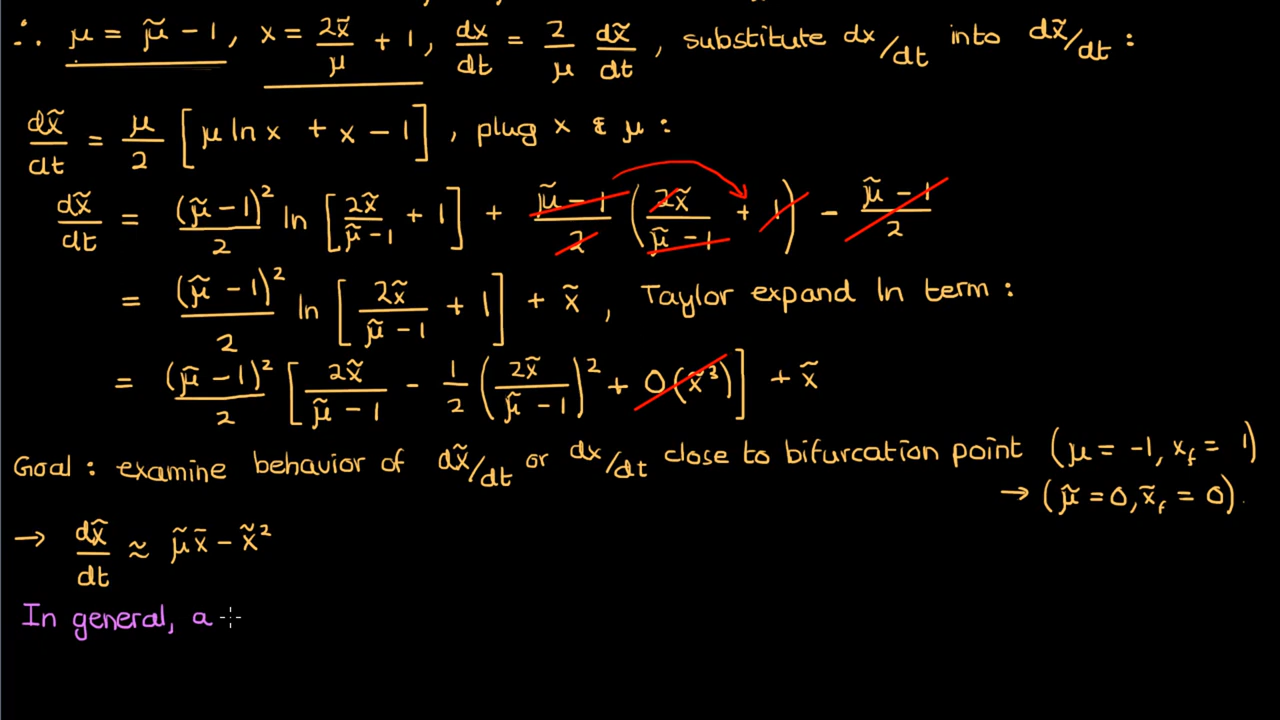 ∴ μ = μ̃ − 1, x = 2x̃/μ + 1, dx/dt = 2/μ dx̃/dt, substitute dx/dt into dx̃/dt :
dx̃/dt = μ/2 [μ ln x + x − 1], plug x & μ :
dx̃/dt = (μ̃ − 1)²/2 ln [2x̃/(μ̃ − 1) + 1] + (μ̃ − 1)/2 (2x̃/(μ̃ − 1) + 1) − (μ̃ − 1)/2
= (μ̃ − 1)²/2 ln [2x̃/(μ̃ − 1) + 1] + x̃, Taylor expand ln term :
= (μ̃ − 1)²/2 [2x̃/(μ̃ − 1) − 1/2 (2x̃/(μ̃ − 1))² + O(x̃³)] + x̃
Goal : examine behavior of dx̃/dt or dx/dt close to bifurcation point (μ = −1, x_f = 1)
→ (μ̃ = 0, x̃_f = 0).
→ dx̃/dt ≈ μ̃x̃ − x̃²
In general, a